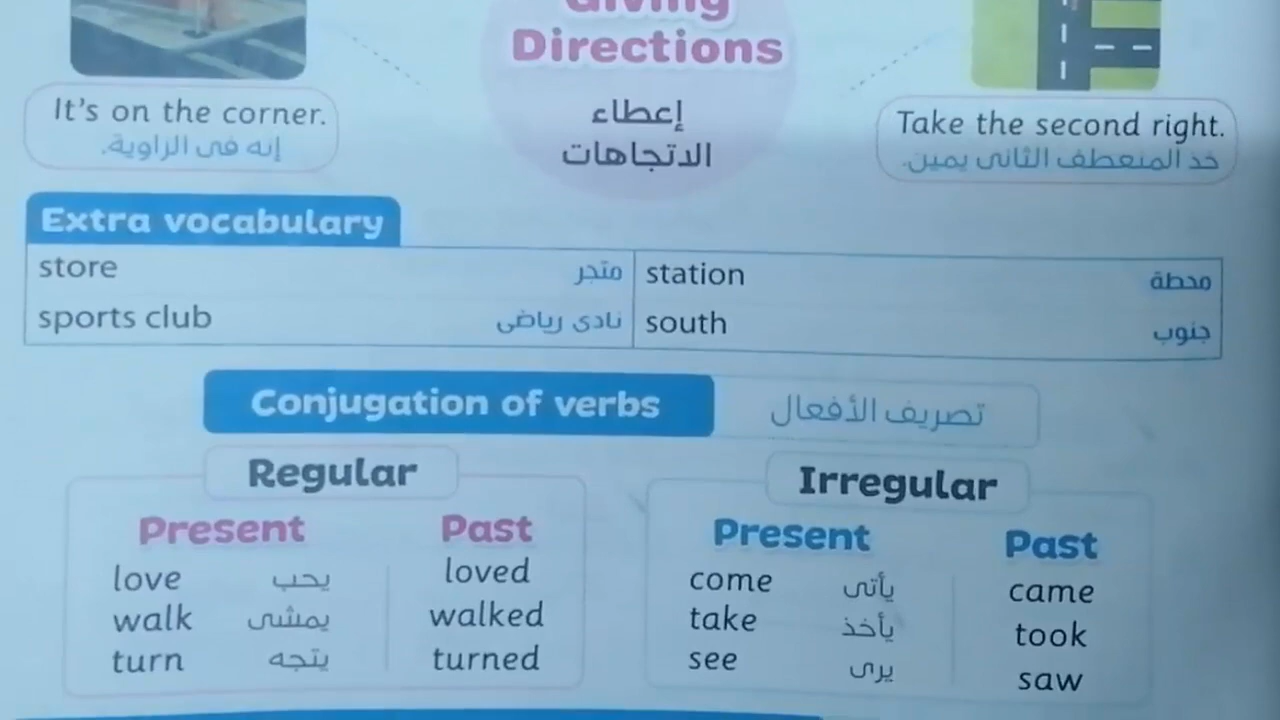 Giving
Directions
إعطاء
الاتجاهات
It's on the corner.
إنه فى الزاوية.
Take the second right.
خذ المنعطف الثانى يمين.
Extra vocabulary
store متجر station محطة
sports club نادى رياضى south جنوب
Conjugation of verbs تصريف الأفعال
Regular
Present Past
love يحب loved
walk يمشى walked
turn يتجه turned
Irregular
Present Past
come يأتى came
take يأخذ took
see يرى saw